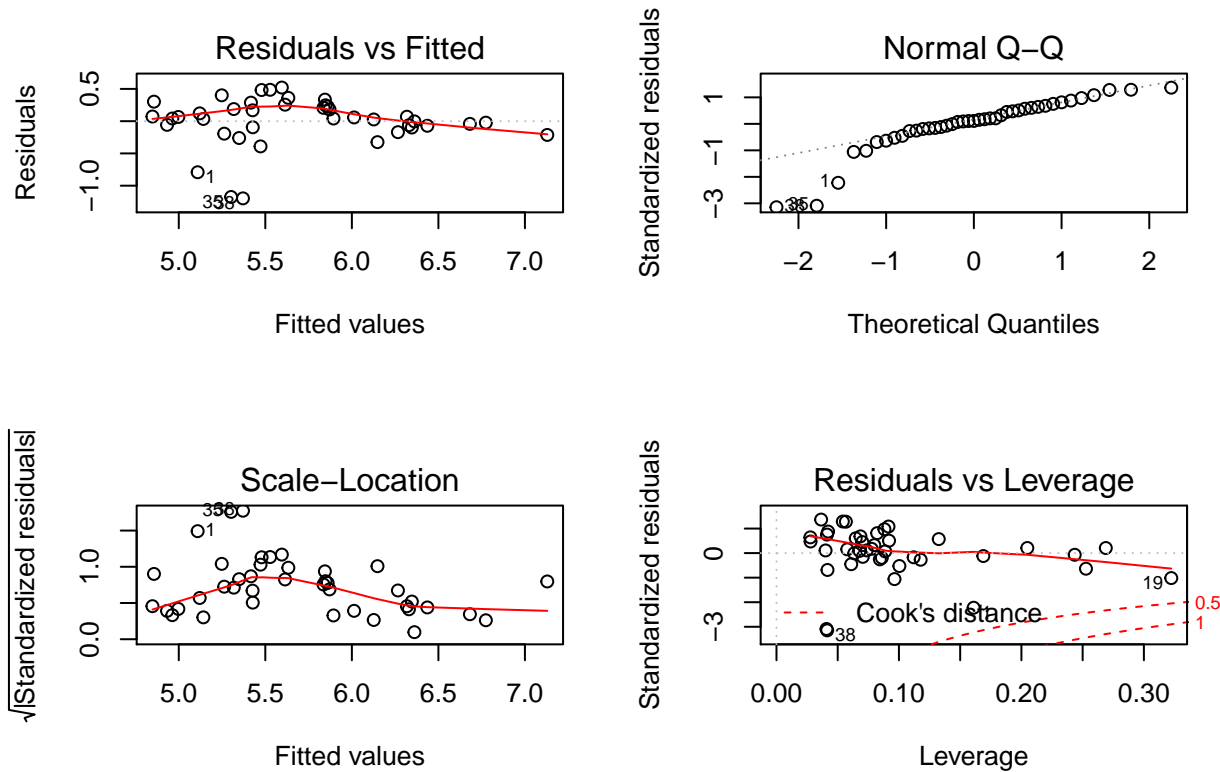 Residuals vs Fitted
Residuals
0.5
−1.0
1
38
5.0 5.5 6.0 6.5 7.0
Fitted values
Normal Q−Q
Standardized residuals
1
−1
−3
1
−2 −1 0 1 2
Theoretical Quantiles
Scale−Location
√|Standardized residuals|
1.0
0.0
1
5.0 5.5 6.0 6.5 7.0
Fitted values
Residuals vs Leverage
Standardized residuals
0
−3
19
Cook's distance
0.5
1
38
0.00 0.10 0.20 0.30
Leverage